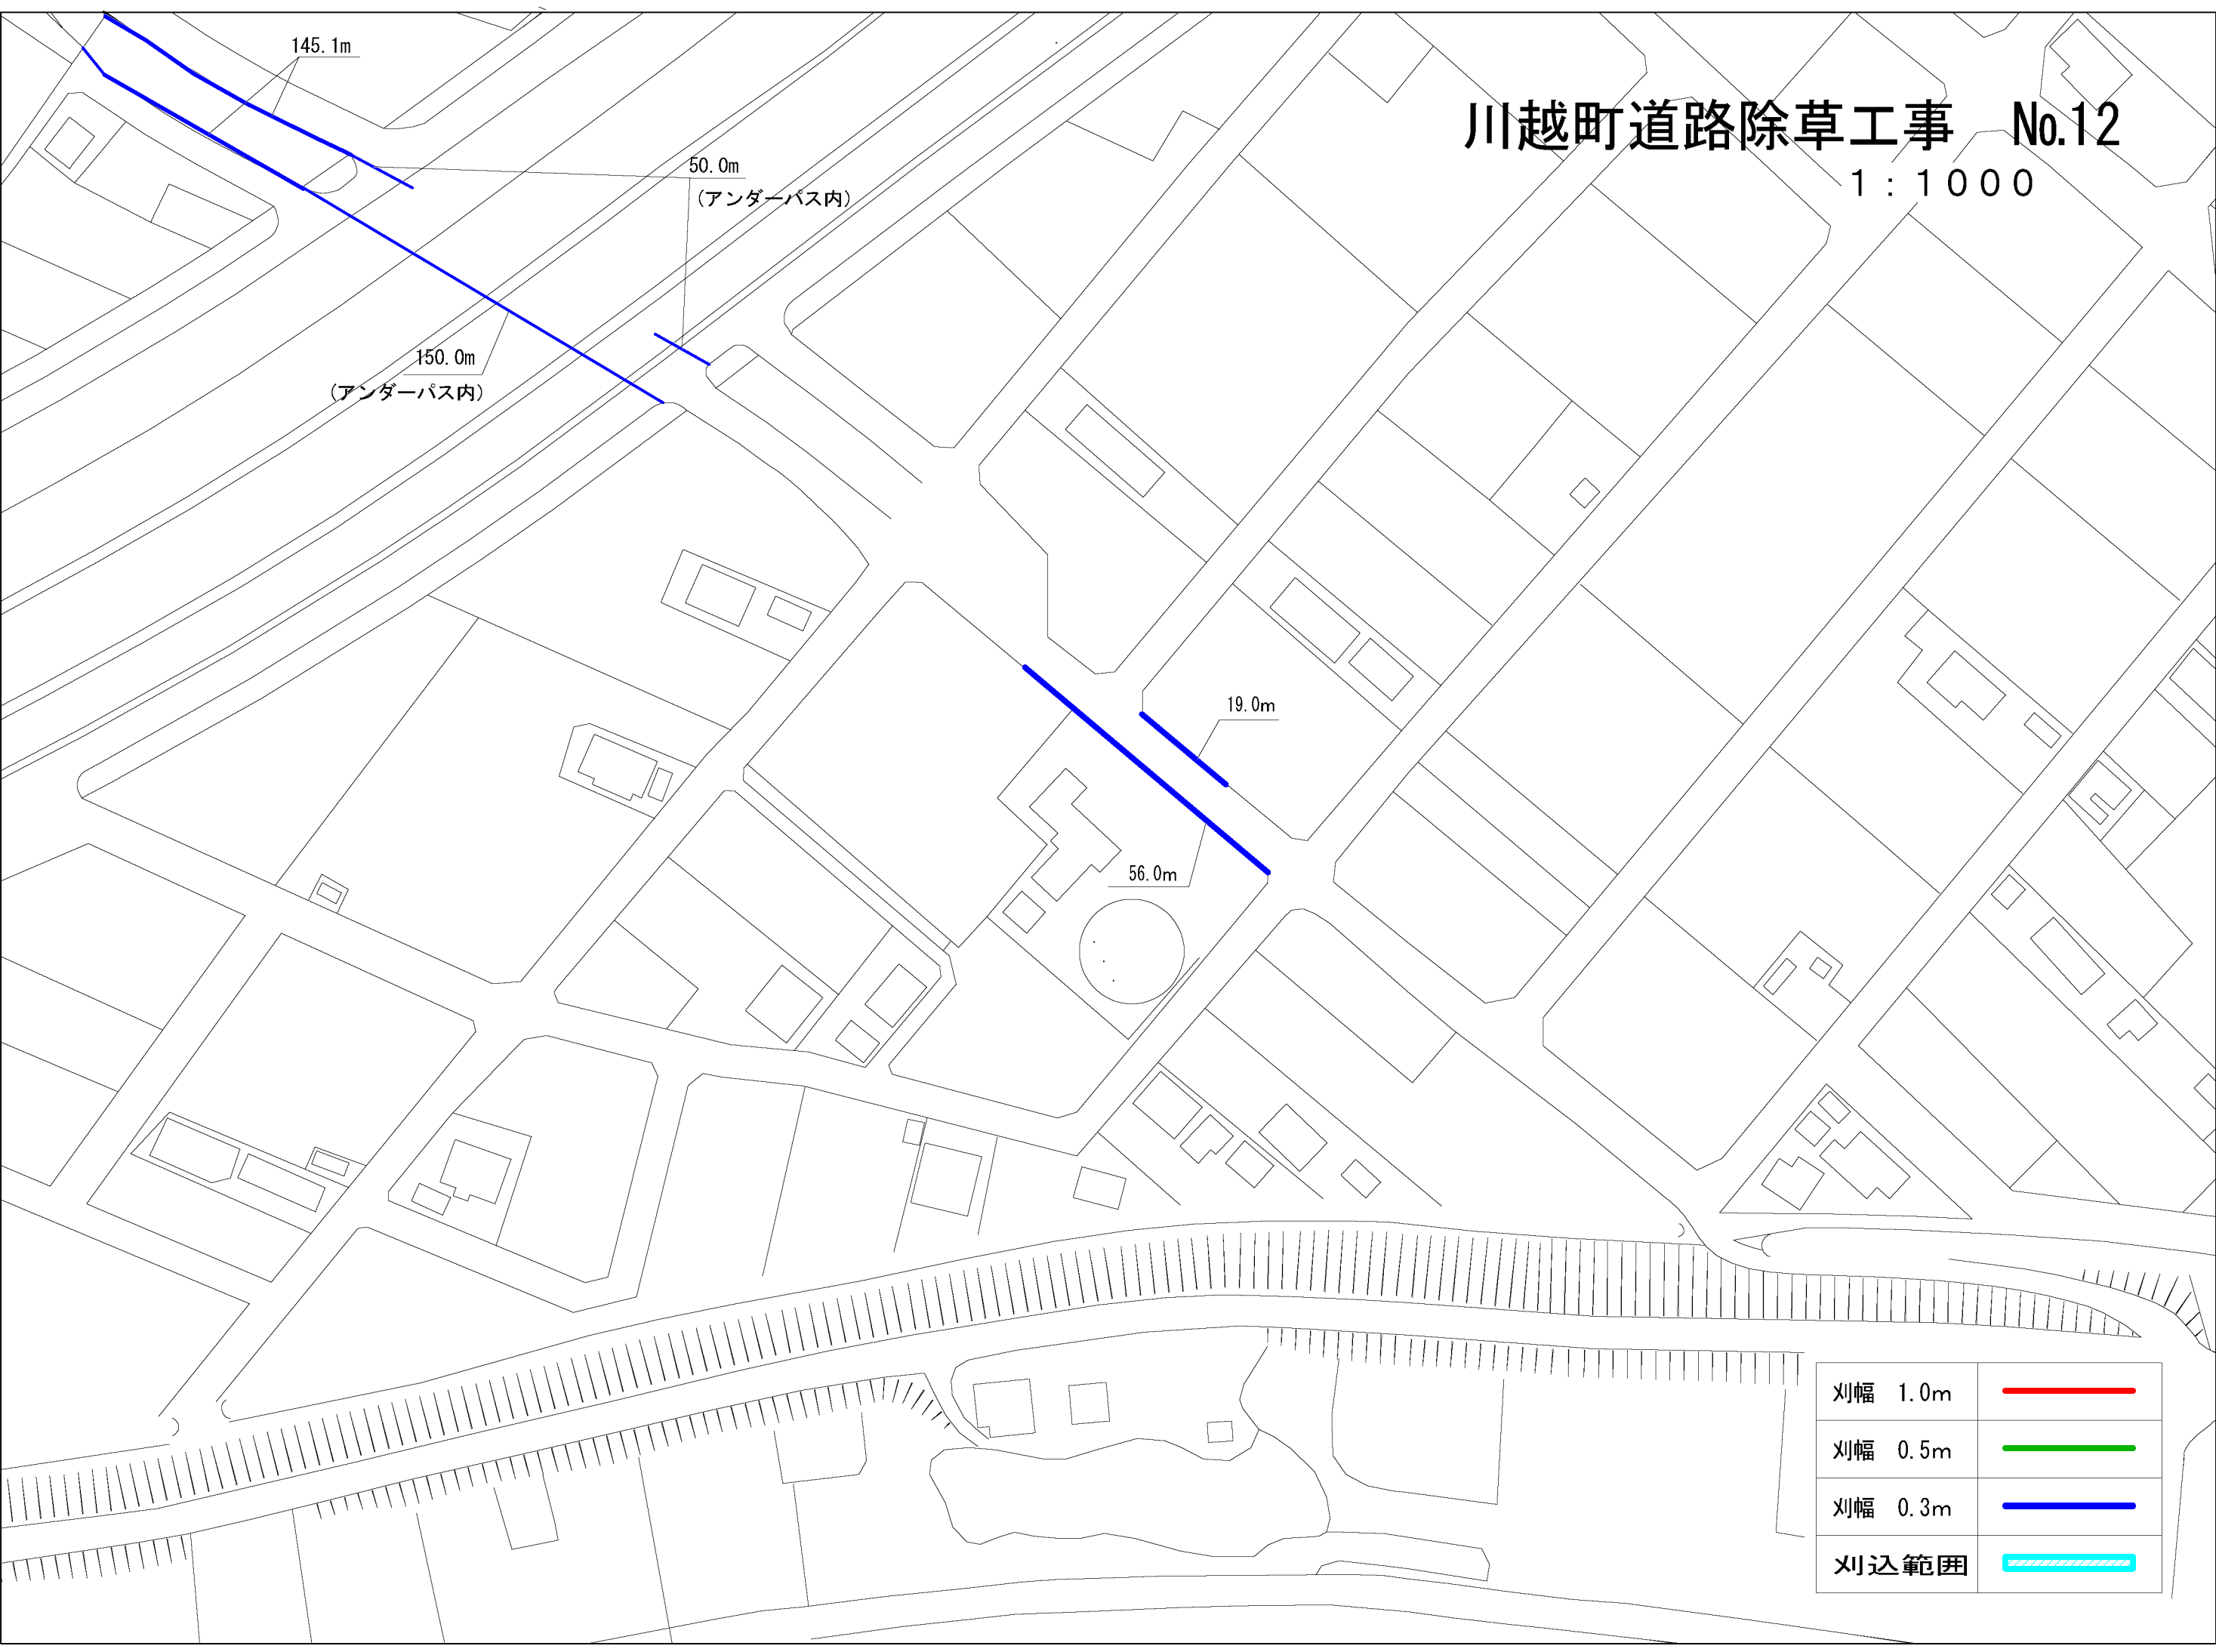 145.1m
川越町道路除草工事　№12
1：1000
50.0m
(アンダーパス内)
150.0m
(アンダーパス内)
19.0m
56.0m
刈幅　1.0m
刈幅　0.5m
刈幅　0.3m
刈込範囲